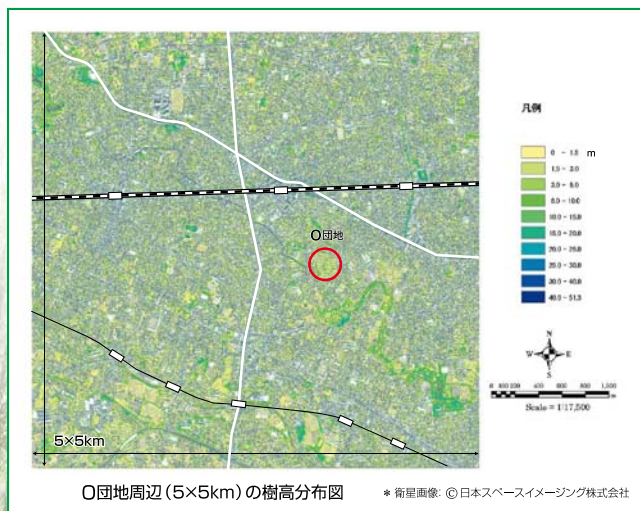 凡例
0 - 1.5 m
1.5 - 3.0
3.0 - 5.0
5.0 - 10.0
10.0 - 15.0
15.0 - 20.0
20.0 - 25.0
25.0 - 30.0
30.0 - 40.0
40.0 - 51.3
O団地
N
W E
S
Scale = 1/17,500
5×5km
O団地周辺(5×5km)の樹高分布図
* 衛星画像: ©日本スペースイメージング株式会社